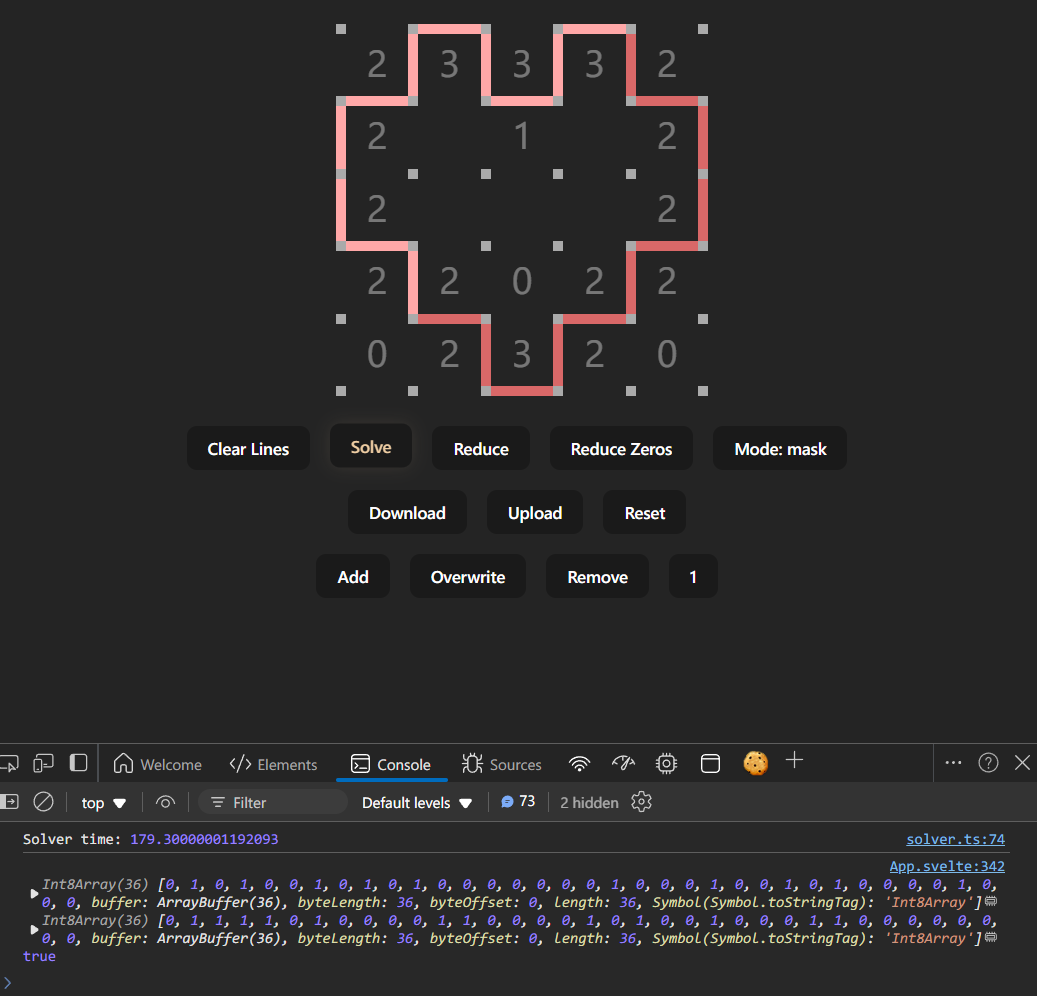 2 3 3 3 2
2 1 2
2 2
2 2 0 2 2
0 2 3 2 0
Clear Lines Solve Reduce Reduce Zeros Mode: mask
Download Upload Reset
Add Overwrite Remove 1
Welcome Elements Console Sources
top Filter Default levels 73 2 hidden
Solver time: 179.30000001192093 solver.ts:74
App.svelte:342
Int8Array(36) [0, 1, 0, 1, 0, 0, 1, 0, 1, 0, 1, 0, 0, 0, 0, 0, 0, 0, 1, 0, 0, 0, 1, 0, 0, 1, 0, 1, 0, 0, 0, 0, 1, 0,
0, 0, buffer: ArrayBuffer(36), byteLength: 36, byteOffset: 0, length: 36, Symbol(Symbol.toStringTag): 'Int8Array']
Int8Array(36) [0, 1, 1, 1, 1, 0, 1, 0, 0, 0, 0, 1, 1, 0, 0, 0, 0, 1, 0, 1, 0, 0, 1, 0, 0, 0, 1, 1, 0, 0, 0, 0, 0, 0,
0, 0, buffer: ArrayBuffer(36), byteLength: 36, byteOffset: 0, length: 36, Symbol(Symbol.toStringTag): 'Int8Array']
true